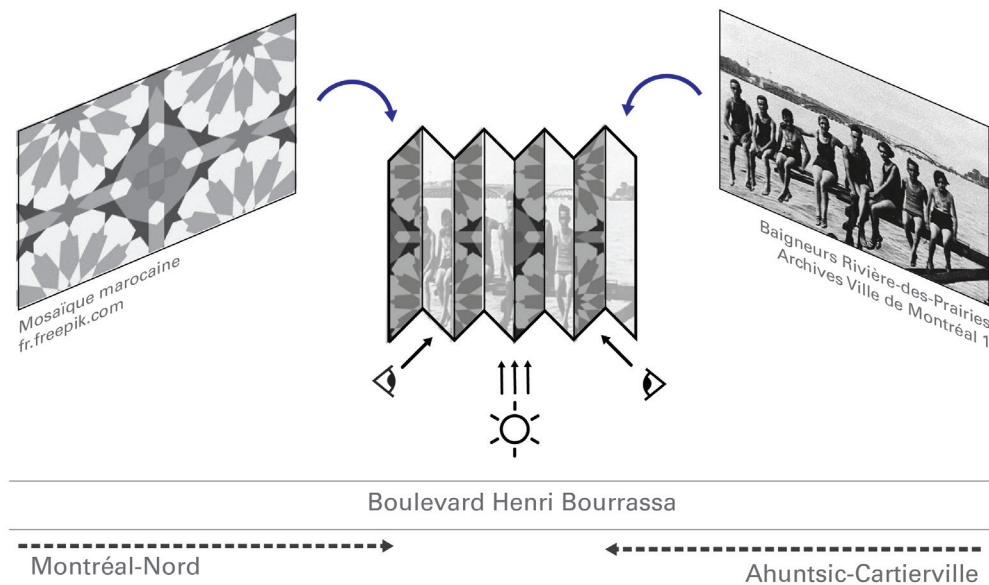 Mosaïque marocaine
fr.freepik.com
Baigneurs Rivière-des-Prairies
Archives Ville de Montréal 1
Boulevard Henri Bourrassa
Montréal-Nord
Ahuntsic-Cartierville